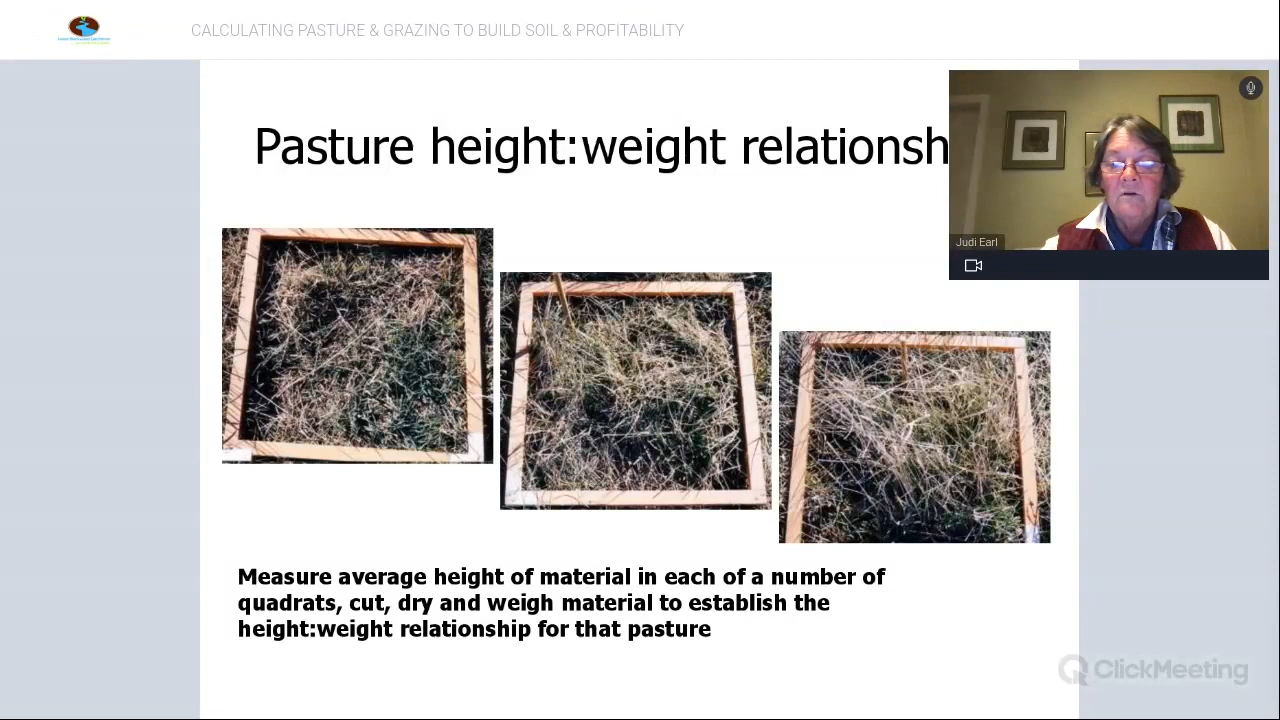 CALCULATING PASTURE & GRAZING TO BUILD SOIL & PROFITABILITY
Pasture height:weight relationsh
Judi Earl
Measure average height of material in each of a number of
quadrats, cut, dry and weigh material to establish the
height:weight relationship for that pasture
ClickMeeting